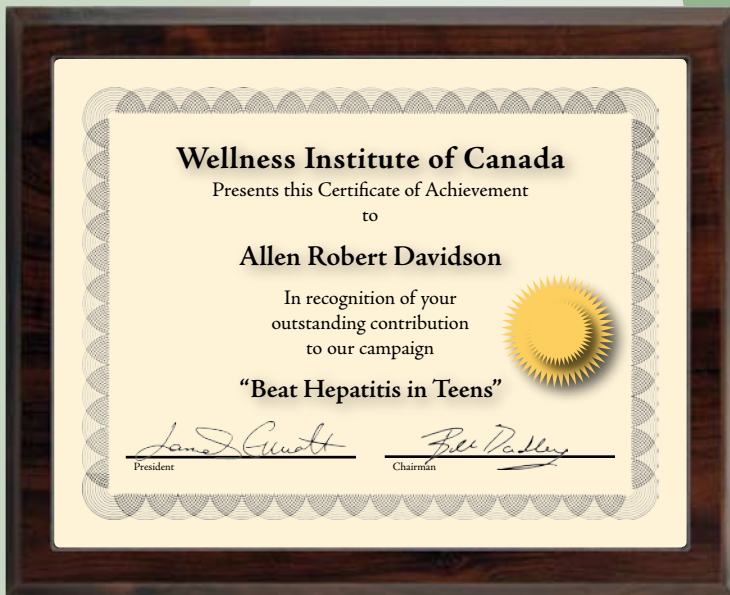 Wellness Institute of Canada
Presents this Certificate of Achievement
to
Allen Robert Davidson
In recognition of your
outstanding contribution
to our campaign
“Beat Hepatitis in Teens”
President
Chairman